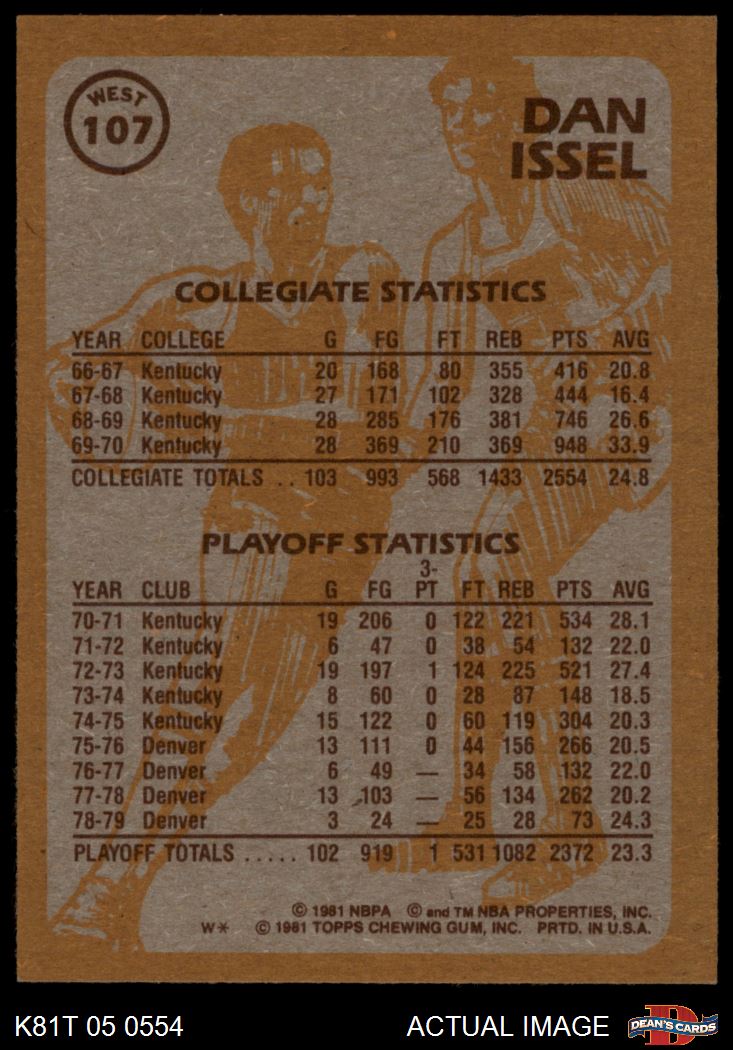 WEST
107
DAN
ISSEL
COLLEGIATE STATISTICS
YEAR COLLEGE G FG FT REB PTS AVG
66-67 Kentucky 20 168 80 355 416 20.8
67-68 Kentucky 27 171 102 328 444 16.4
68-69 Kentucky 28 285 176 381 746 26.6
69-70 Kentucky 28 369 210 369 948 33.9
COLLEGIATE TOTALS .. 103 993 568 1433 2554 24.8
PLAYOFF STATISTICS
3-
YEAR CLUB G FG PT FT REB PTS AVG
70-71 Kentucky 19 206 0 122 221 534 28.1
71-72 Kentucky 6 47 0 38 54 132 22.0
72-73 Kentucky 19 197 1 124 225 521 27.4
73-74 Kentucky 8 60 0 28 87 148 18.5
74-75 Kentucky 15 122 0 60 119 304 20.3
75-76 Denver 13 111 0 44 156 266 20.5
76-77 Denver 6 49 — 34 58 132 22.0
77-78 Denver 13 103 — 56 134 262 20.2
78-79 Denver 3 24 — 25 28 73 24.3
PLAYOFF TOTALS ..... 102 919 1 531 1082 2372 23.3
© 1981 NBPA © and TM NBA PROPERTIES, INC.
W* © 1981 TOPPS CHEWING GUM, INC. PRTD. IN U.S.A.
K81T 05 0554 ACTUAL IMAGE DEAN'S CARDS